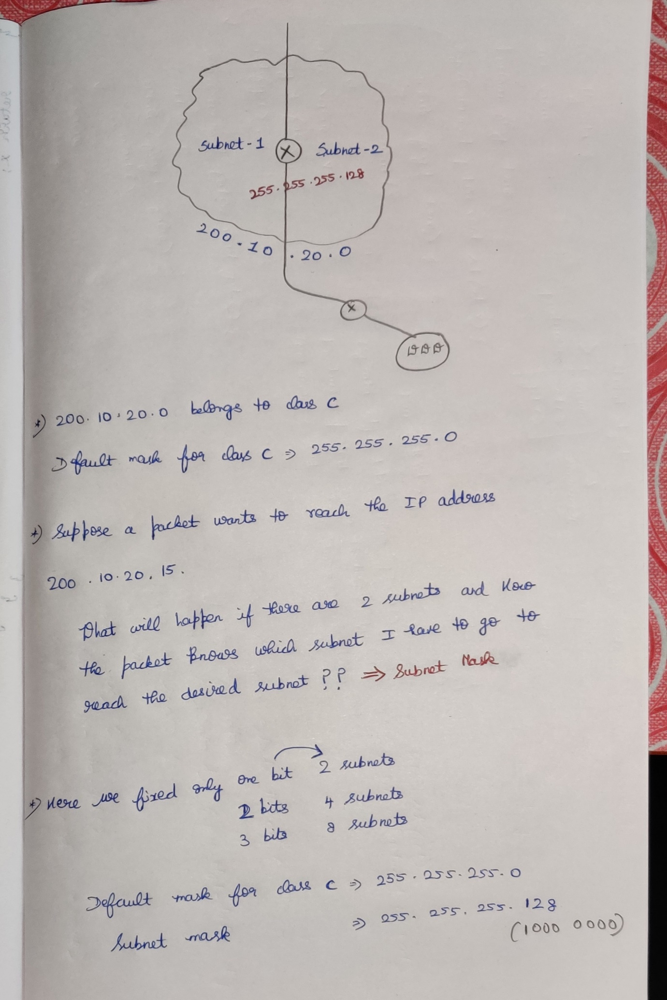 Subnet - 1
Subnet - 2
255.255.255.128
200.10.20.0
*) 200.10.20.0 belongs to class C
Default mask for class C ⇒ 255.255.255.0
*) Suppose a packet wants to reach the IP address
200.10.20.15.
What will happen if there are 2 subnets and How
the packet knows which subnet I have to go to
reach the desired subnet ?? ⇒ Subnet Mask
*) Here we fixed only one bit 2 subnets
2 bits 4 subnets
3 bits 8 subnets
Default mask for class C ⇒ 255.255.255.0
Subnet mask ⇒ 255.255.255.128
(1000 0000)